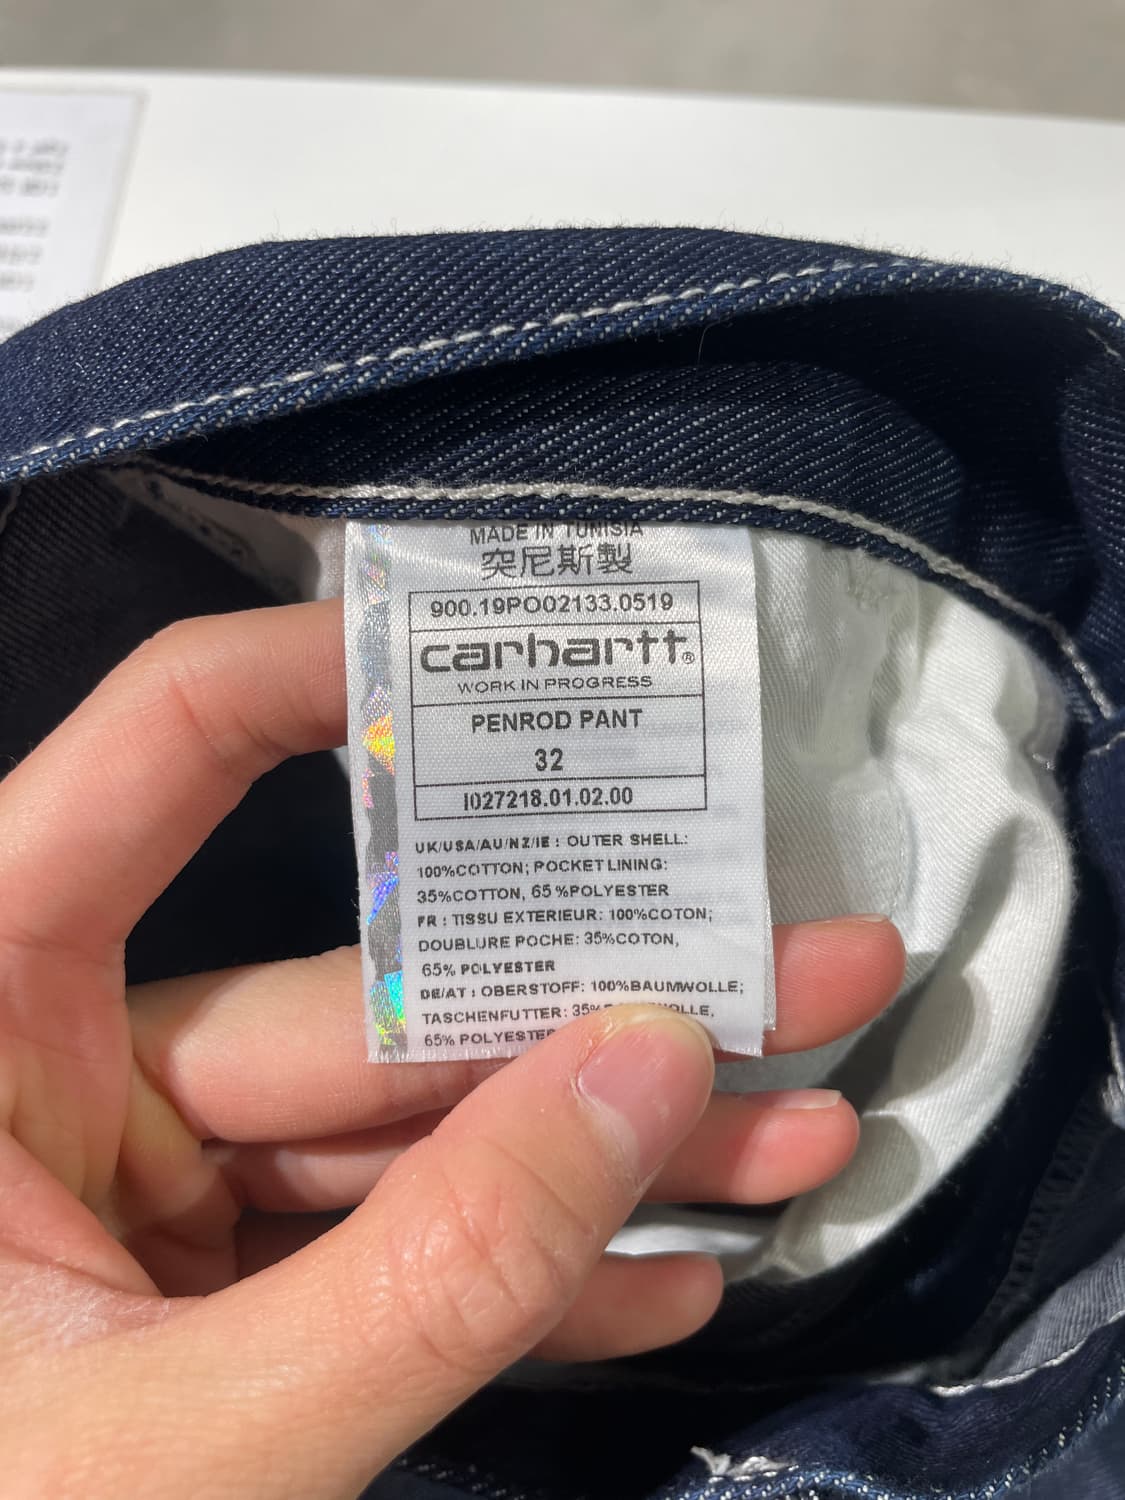 MADE IN TUNISIA
突尼斯製
900.19PO02133.0519
carhartt®
WORK IN PROGRESS
PENROD PANT
32
I027218.01.02.00
UK/USA/AU/NZ/IE : OUTER SHELL:
100%COTTON; POCKET LINING:
35%COTTON, 65%POLYESTER
FR : TISSU EXTERIEUR: 100%COTON;
DOUBLURE POCHE: 35%COTON,
65% POLYESTER
DE/AT : OBERSTOFF: 100%BAUMWOLLE;
TASCHENFUTTER: 35%
65% POLYESTER